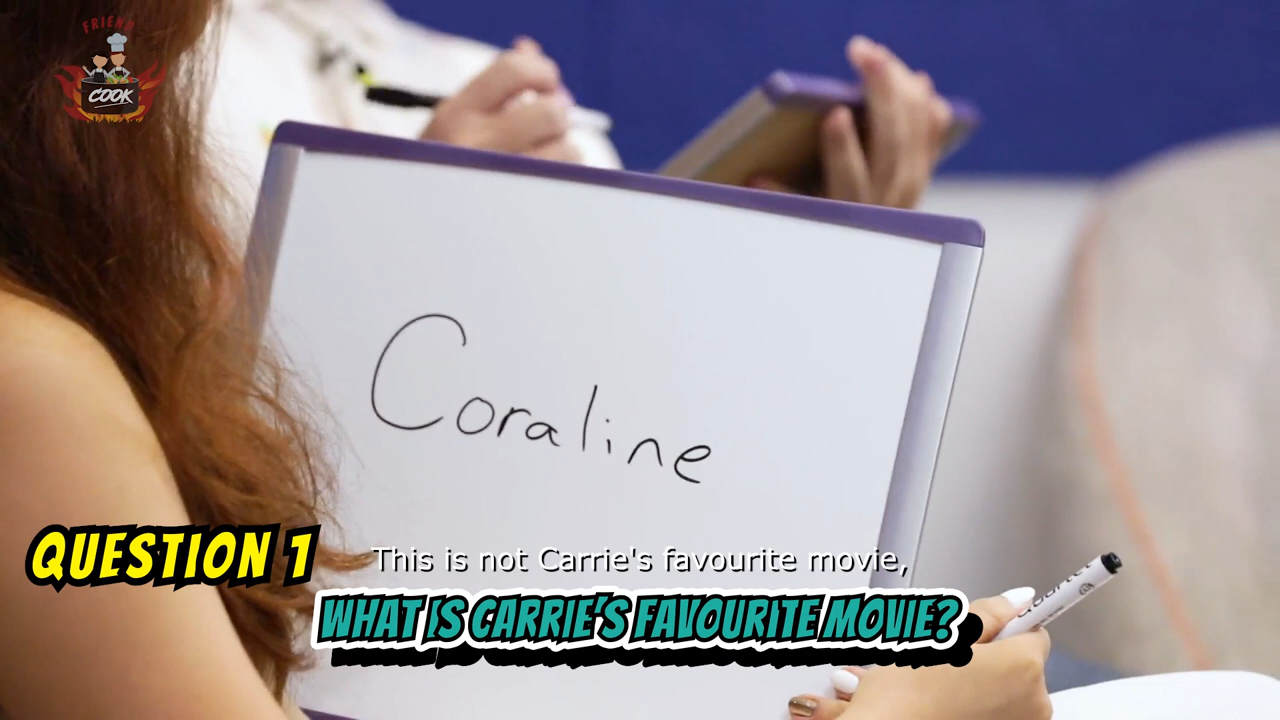 FRIEND
COOK
Coraline
QUESTION 1
This is not Carrie's favourite movie,
WHAT IS CARRIE'S FAVOURITE MOVIE?